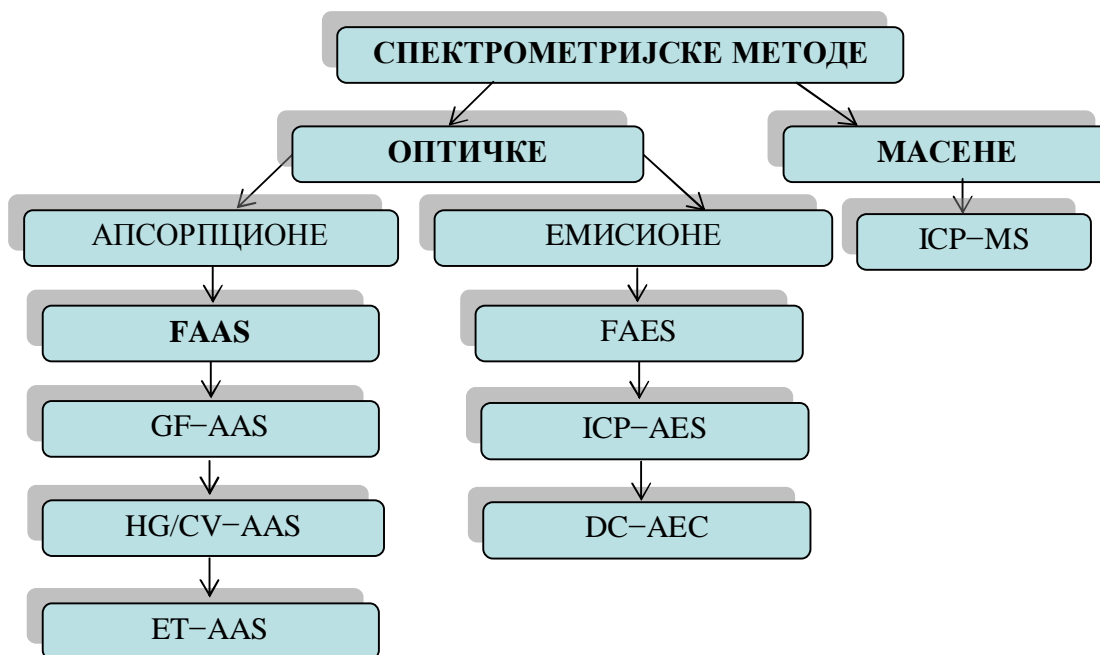 СПЕКТРОМЕТРИЈСКЕ МЕТОДЕ
ОПТИЧКЕ
МАСЕНЕ
АПСОРПЦИОНЕ
ЕМИСИОНЕ
ICP−MS
FAAS
FAES
GF−AAS
ICP−AES
HG/CV−AAS
DC−AEC
ET−AAS